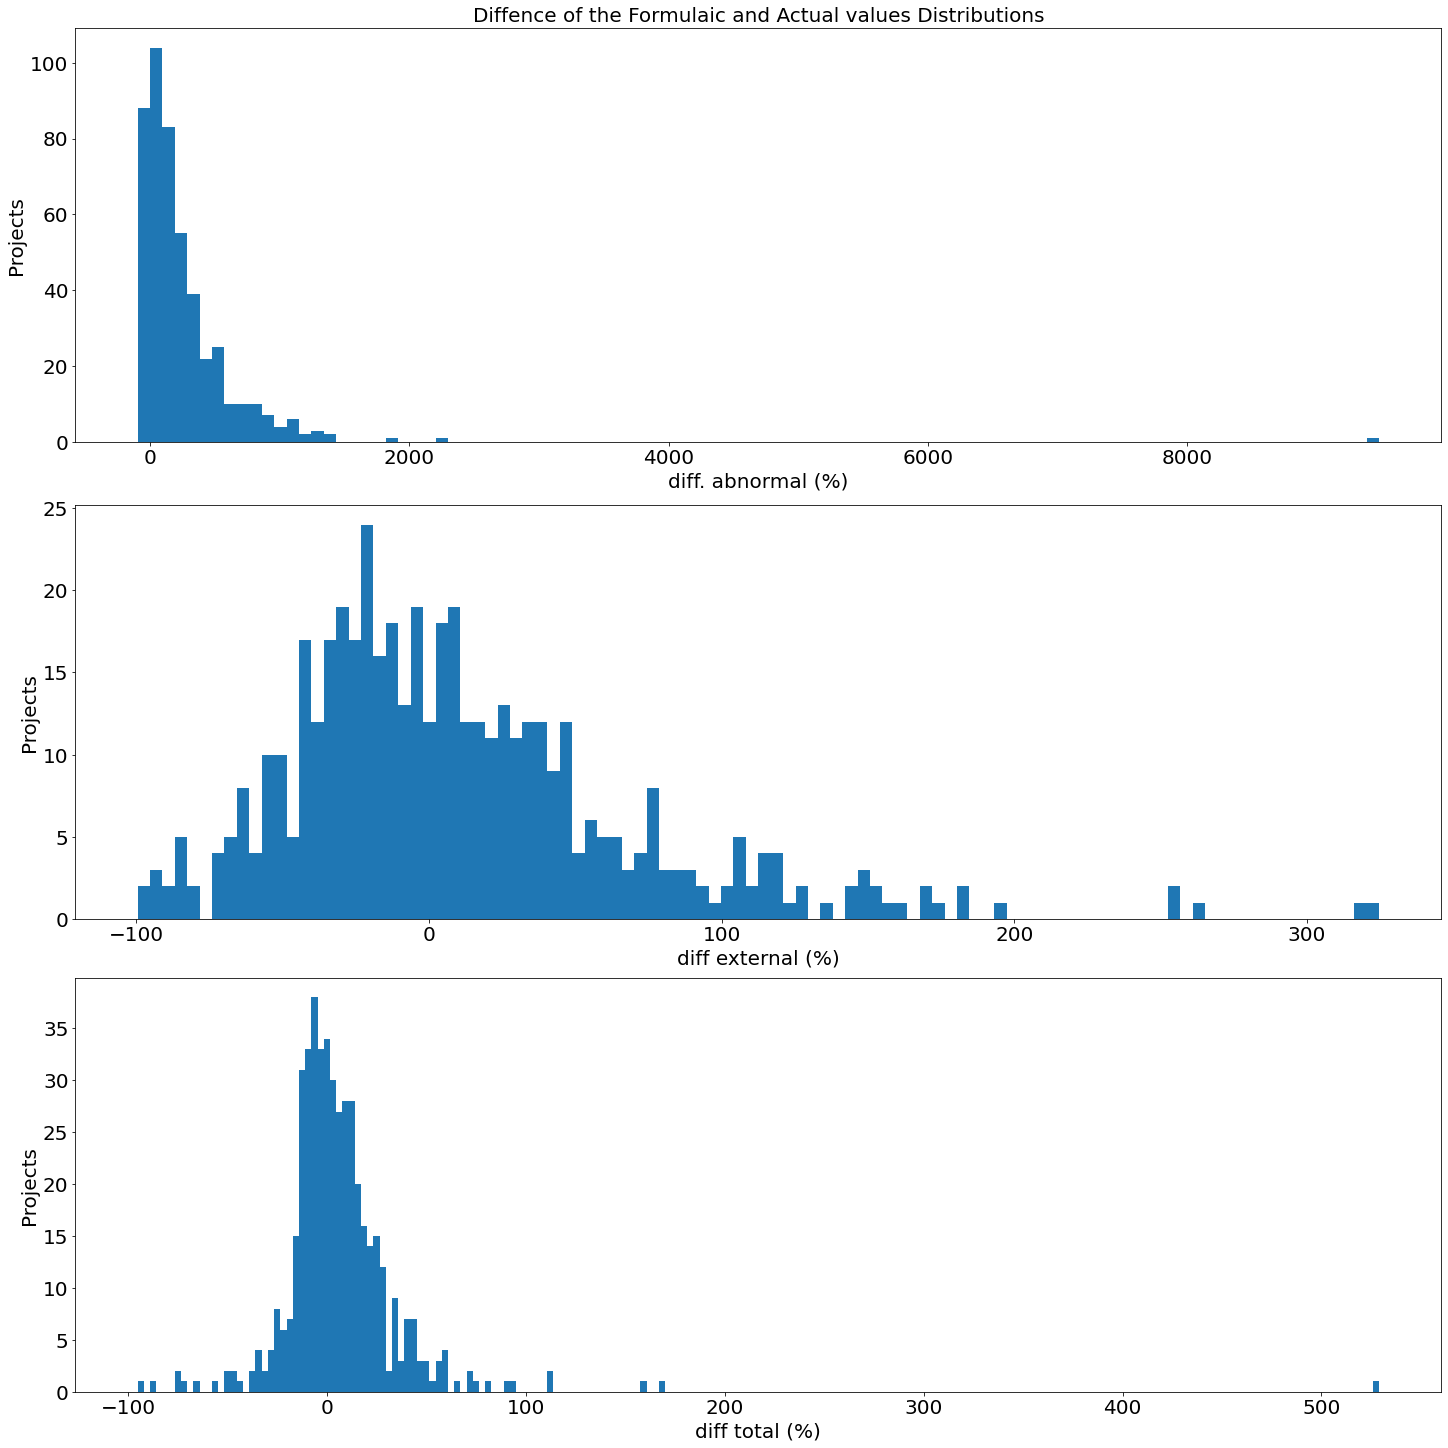 Diffence of the Formulaic and Actual values Distributions
100
80
60
40
20
0
Projects
0 2000 4000 6000 8000
diff. abnormal (%)
25
20
15
10
5
0
Projects
−100 0 100 200 300
diff external (%)
35
30
25
20
15
10
5
0
Projects
−100 0 100 200 300 400 500
diff total (%)